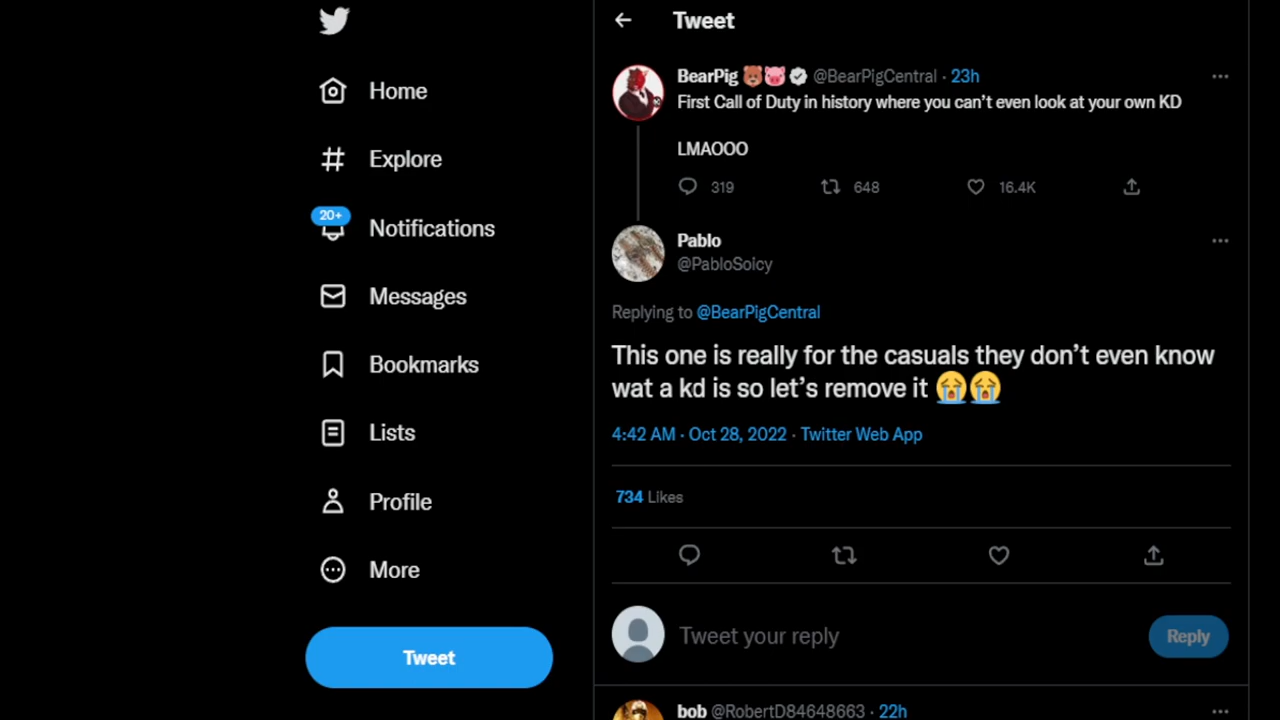 Tweet
BearPig 🐻🐷 @BearPigCentral · 23h
First Call of Duty in history where you can't even look at your own KD
LMAOOO
319 648 16.4K
Pablo
@PabloSoicy
Replying to @BearPigCentral
This one is really for the casuals they don't even know
wat a kd is so let's remove it 😭😭
4:42 AM · Oct 28, 2022 · Twitter Web App
734 Likes
Tweet your reply
Reply
bob @RobertD84648663 · 22h
Home
Explore
20+
Notifications
Messages
Bookmarks
Lists
Profile
More
Tweet